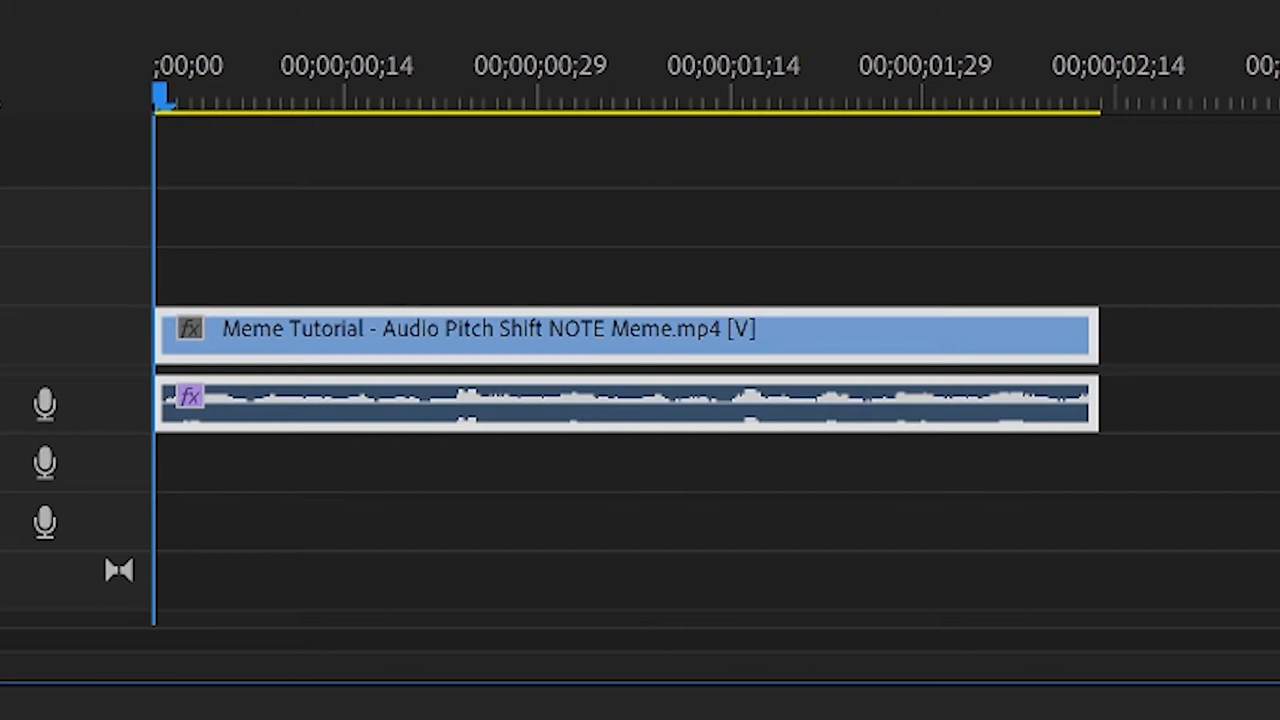 ;00;00 00;00;00;14 00;00;00;29 00;00;01;14 00;00;01;29 00;00;02;14 00;
fx Meme Tutorial - Audio Pitch Shift NOTE Meme.mp4 [V]
fx